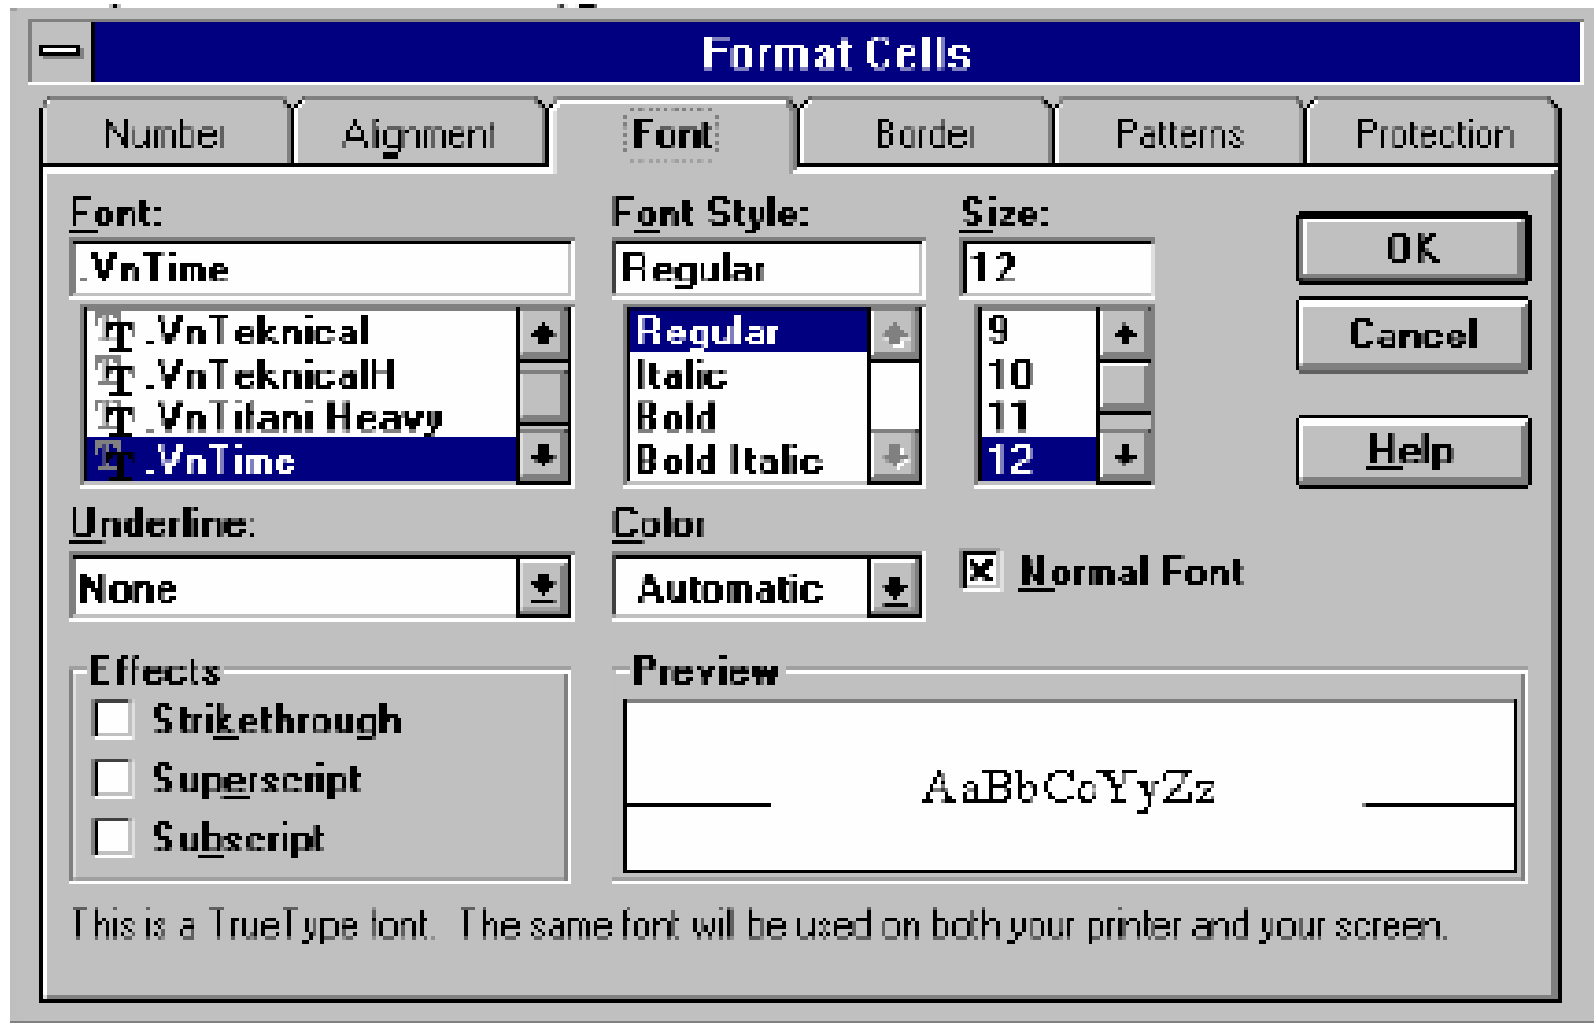 Format Cells
Number Alignment Font Border Patterns Protection
Font: Font Style: Size:
.VnTime Regular 12 OK
.VnTeknical Regular 9 Cancel
.VnTeknicalH Italic 10
.VnTifani Heavy Bold 11
.VnTime Bold Italic 12 Help
Underline: Color
None Automatic Normal Font
Effects Preview
Strikethrough
Superscript AaBbCcYyZz
Subscript
This is a TrueType font. The same font will be used on both your printer and your screen.